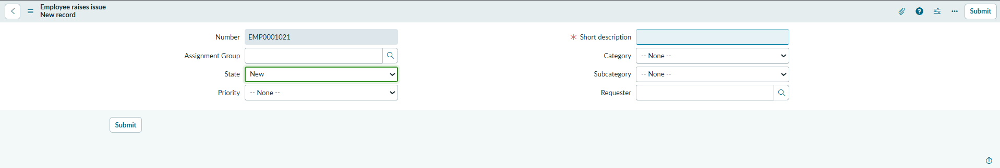 Employee raises issue
New record
Submit
Number EMP0001021
Short description
Assignment Group
Category -- None --
State New
Subcategory -- None --
Priority -- None --
Requester
Submit